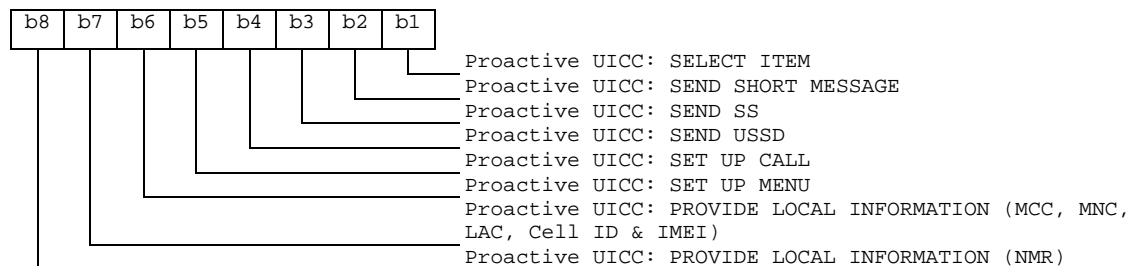 b8 b7 b6 b5 b4 b3 b2 b1
Proactive UICC: SELECT ITEM
Proactive UICC: SEND SHORT MESSAGE
Proactive UICC: SEND SS
Proactive UICC: SEND USSD
Proactive UICC: SET UP CALL
Proactive UICC: SET UP MENU
Proactive UICC: PROVIDE LOCAL INFORMATION (MCC, MNC,
LAC, Cell ID & IMEI)
Proactive UICC: PROVIDE LOCAL INFORMATION (NMR)